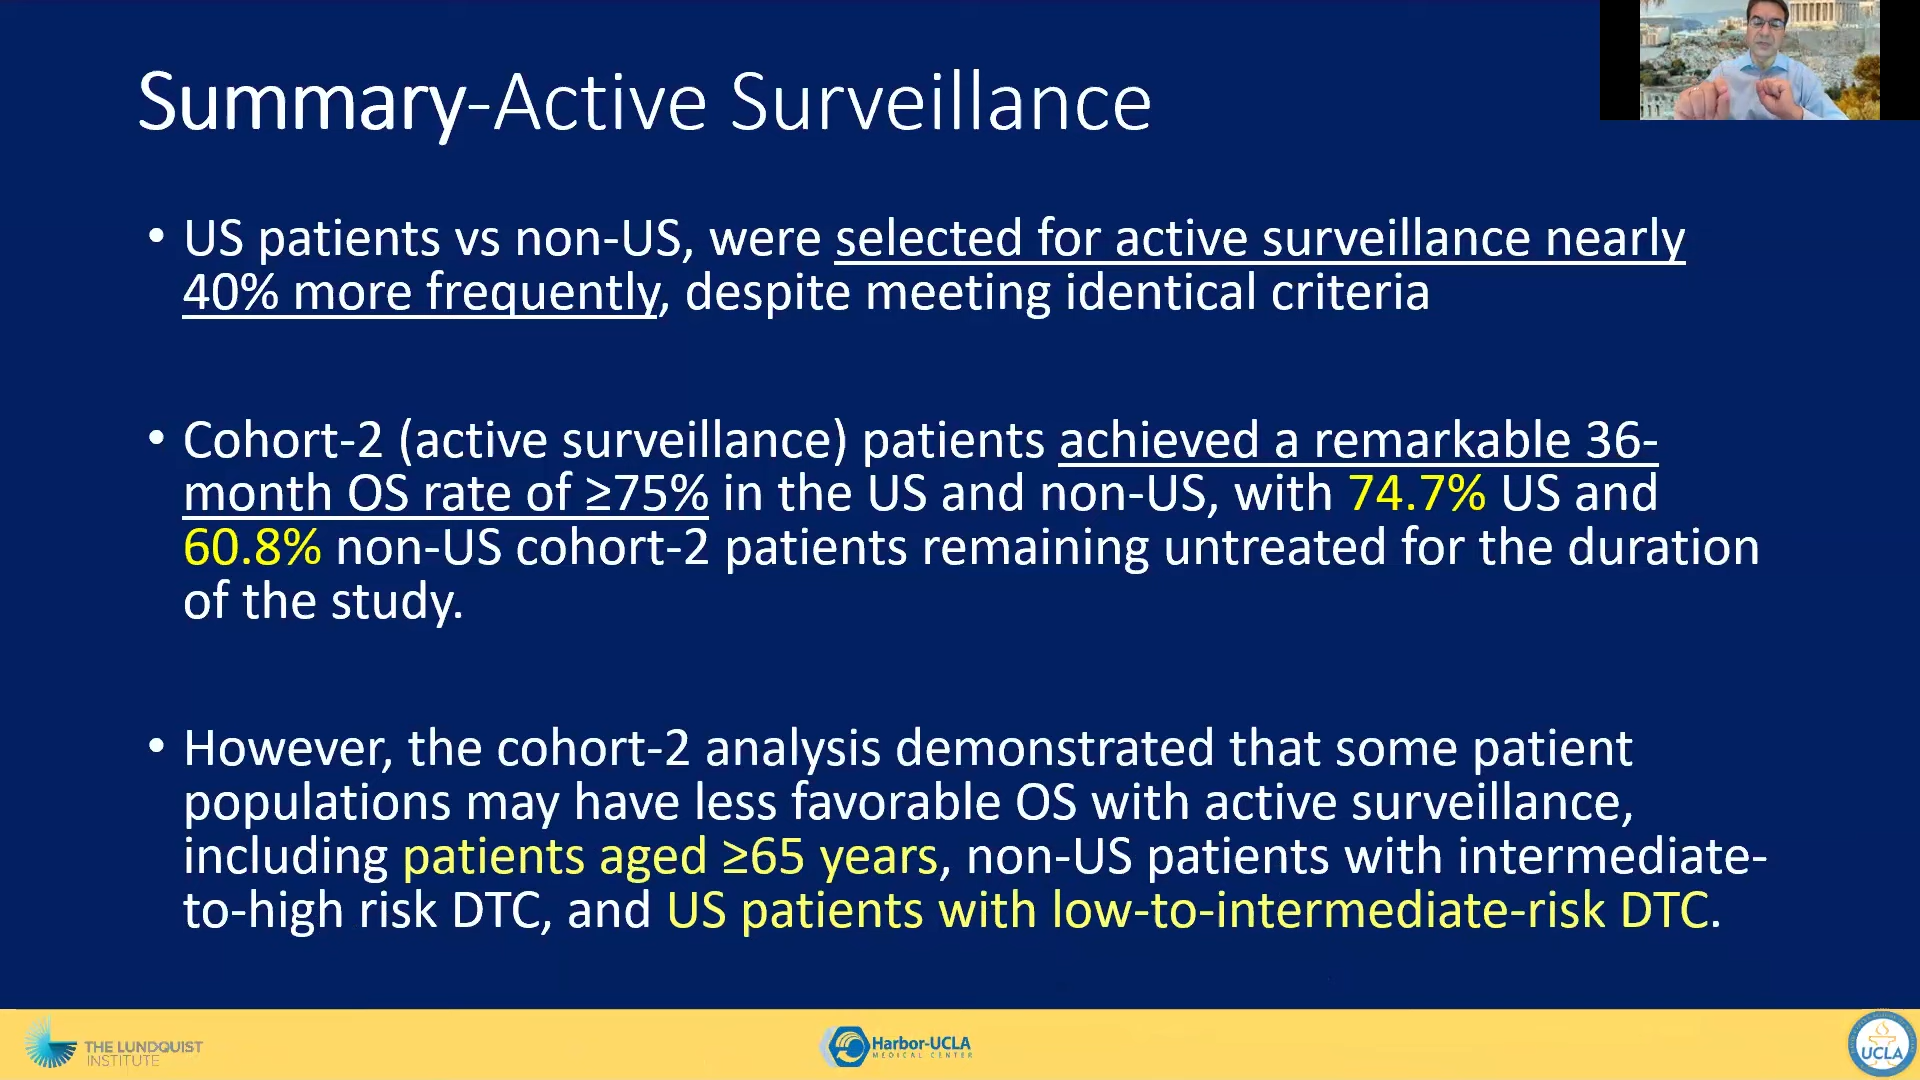 Summary-Active Surveillance
• US patients vs non-US, were selected for active surveillance nearly
40% more frequently, despite meeting identical criteria
• Cohort-2 (active surveillance) patients achieved a remarkable 36-
month OS rate of ≥75% in the US and non-US, with 74.7% US and
60.8% non-US cohort-2 patients remaining untreated for the duration
of the study.
• However, the cohort-2 analysis demonstrated that some patient
populations may have less favorable OS with active surveillance,
including patients aged ≥65 years, non-US patients with intermediate-
to-high risk DTC, and US patients with low-to-intermediate-risk DTC.
THE LUNDQUIST
INSTITUTE
Harbor-UCLA
MEDICAL CENTER
UCLA